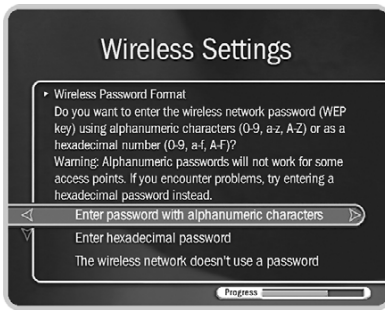 Wireless Settings
▸ Wireless Password Format
Do you want to enter the wireless network password (WEP
key) using alphanumeric characters (0-9, a-z, A-Z) or as a
hexadecimal number (0-9, a-f, A-F)?
Warning: Alphanumeric passwords will not work for some
access points. If you encounter problems, try entering a
hexadecimal password instead.
Enter password with alphanumeric characters
Enter hexadecimal password
The wireless network doesn't use a password
Progress